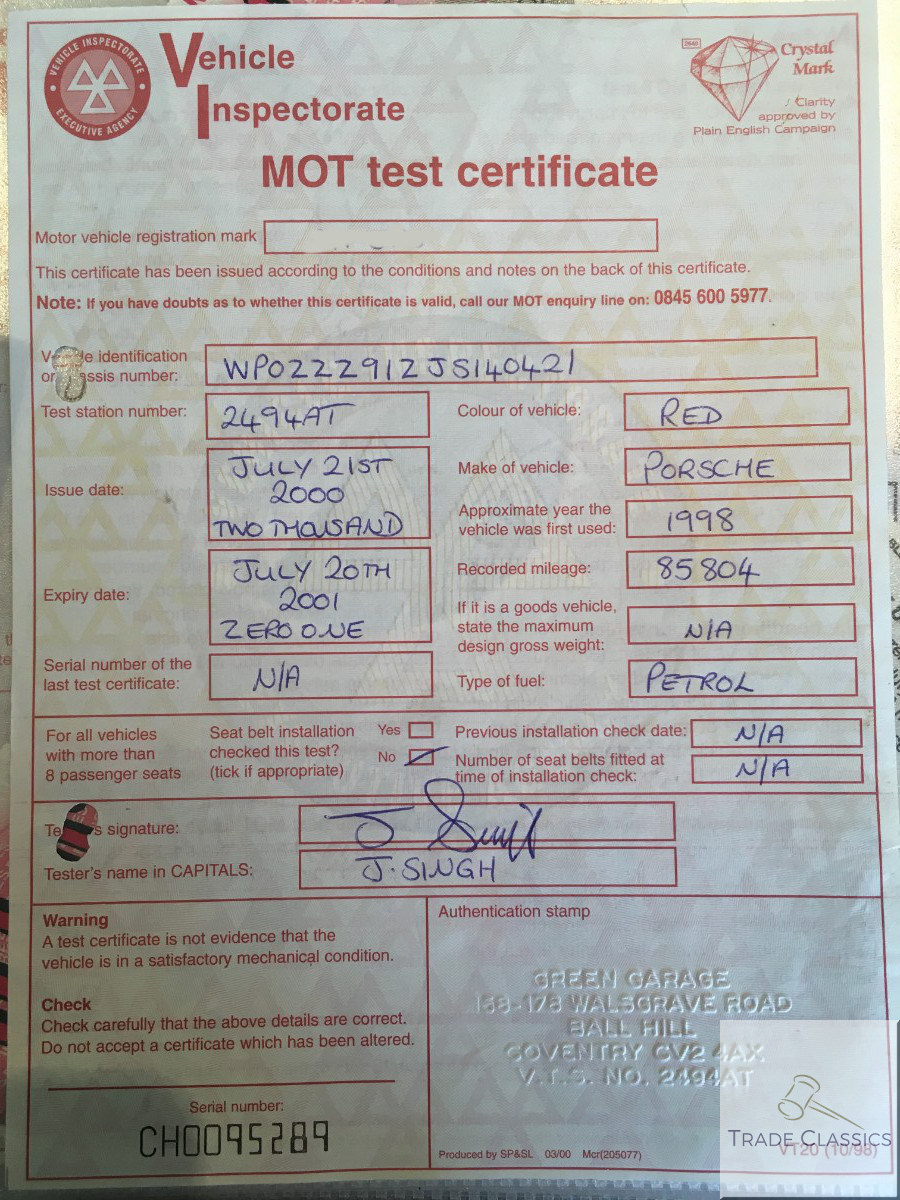 VEHICLE INSPECTORATE
EXECUTIVE AGENCY
Vehicle
Inspectorate
2646
Crystal
Mark
Clarity
approved by
Plain English Campaign
MOT test certificate
Motor vehicle registration mark
This certificate has been issued according to the conditions and notes on the back of this certificate.
Note: If you have doubts as to whether this certificate is valid, call our MOT enquiry line on: 0845 600 5977.
identification
number:
WPOZZZ91ZJS140421
Test station number:
2494AT
Colour of vehicle:
RED
Issue date:
JULY 21ST
2000
TWO THOUSAND
Make of vehicle:
PORSCHE
Approximate year the
vehicle was first used:
1998
Expiry date:
JULY 20TH
2001
ZERO ONE
Recorded mileage:
85804
If it is a goods vehicle,
state the maximum
design gross weight:
N/A
Serial number of the
last test certificate:
N/A
Type of fuel:
PETROL
For all vehicles
with more than
8 passenger seats
Seat belt installation
checked this test?
(tick if appropriate)
Yes
No
Previous installation check date:
N/A
Number of seat belts fitted at
time of installation check:
N/A
signature:
J Singh
Tester's name in CAPITALS:
J. SINGH
Warning
A test certificate is not evidence that the
vehicle is in a satisfactory mechanical condition.
Check
Check carefully that the above details are correct.
Do not accept a certificate which has been altered.
Serial number:
CH0095289
Authentication stamp
GREEN GARAGE
168-178 WALSGRAVE ROAD
BALL HILL
COVENTRY CV2 4AX
V.T.S. NO. 2494AT
Produced by SP&SL 03/00 Mcr(205077)
VT20 (10/98)
TRADE CLASSICS